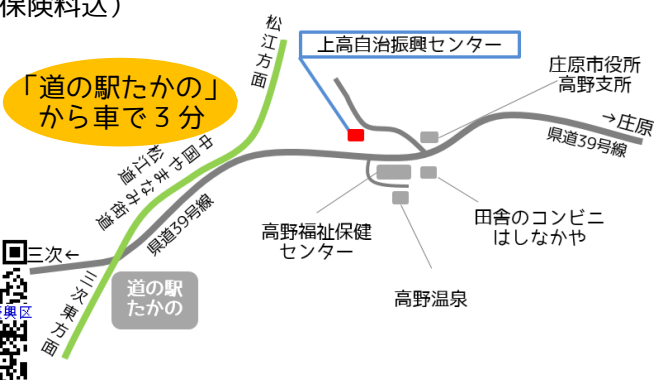 保険料込）
松江方面
上高自治振興センター
庄原市役所
高野支所
「道の駅たかの」
から車で３分
→庄原
県道39号線
中国やまなみ街道
松江道
県道39号線
高野福祉保健
センター
田舎のコンビニ
はしなかや
三次←
道の駅
たかの
高野温泉
三次東方面
興区